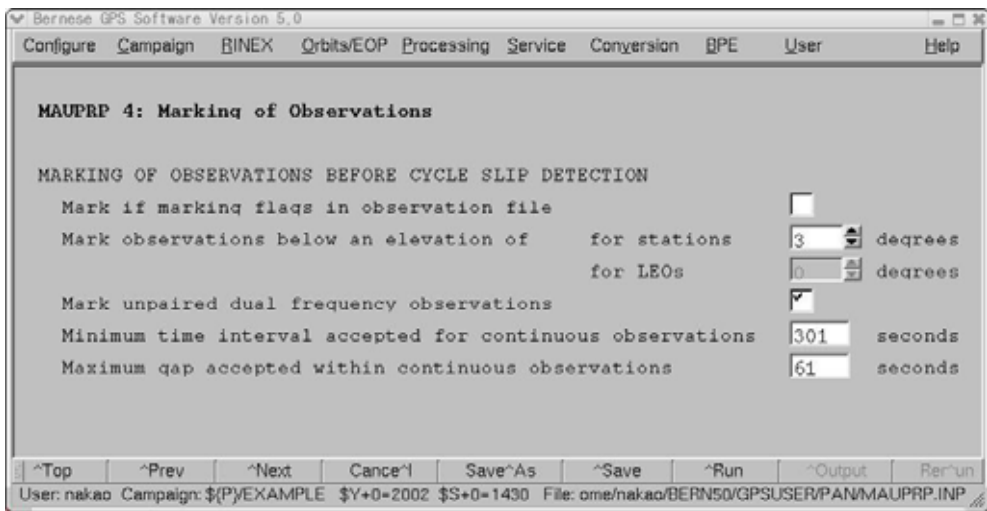 Bernese GPS Software Version 5.0
Configure Campaign RINEX Orbits/EOP Processing Service Conversion BPE User Help
MAUPRP 4: Marking of Observations
MARKING OF OBSERVATIONS BEFORE CYCLE SLIP DETECTION
Mark if marking flags in observation file
Mark observations below an elevation of for stations 3 degrees
for LEOs 0 degrees
Mark unpaired dual frequency observations
Minimum time interval accepted for continuous observations 301 seconds
Maximum gap accepted within continuous observations 61 seconds
^Top ^Prev ^Next Cance^l Save^As ^Save ^Run ^Output Rer^un
User: nakao Campaign: ${P}/EXAMPLE $Y+0=2002 $S+0=1430 File: ome/nakao/BERN50/GPSUSER/PAN/MAUPRP.INP